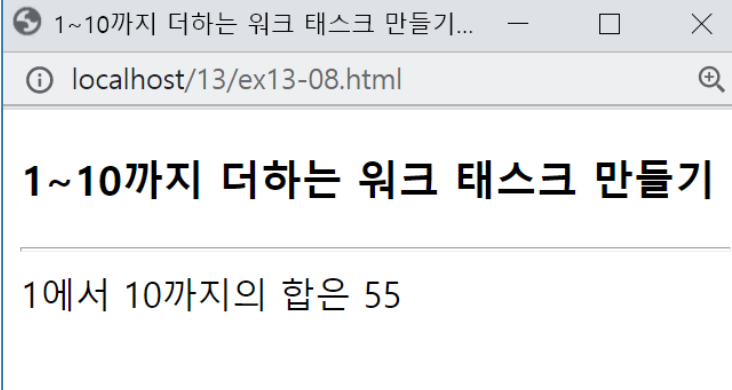 1~10까지 더하는 워크 태스크 만들기...
localhost/13/ex13-08.html
1~10까지 더하는 워크 태스크 만들기
1에서 10까지의 합은 55